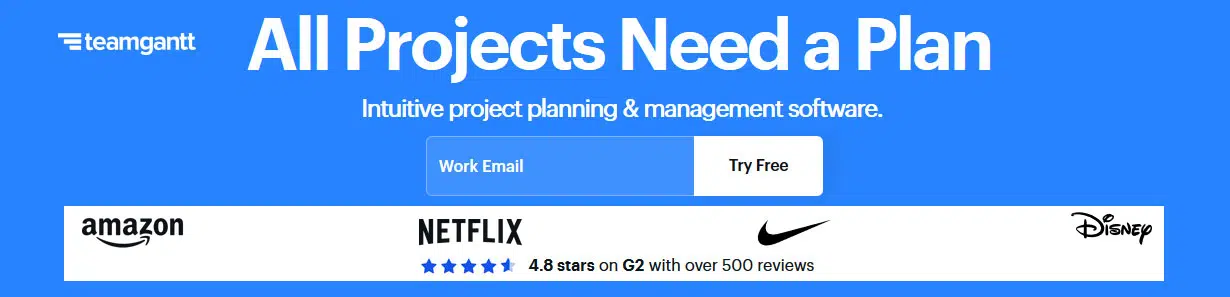 teamgantt
All Projects Need a Plan
Intuitive project planning & management software.
Work Email
Try Free
amazon
NETFLIX
Disney
4.8 stars on G2 with over 500 reviews